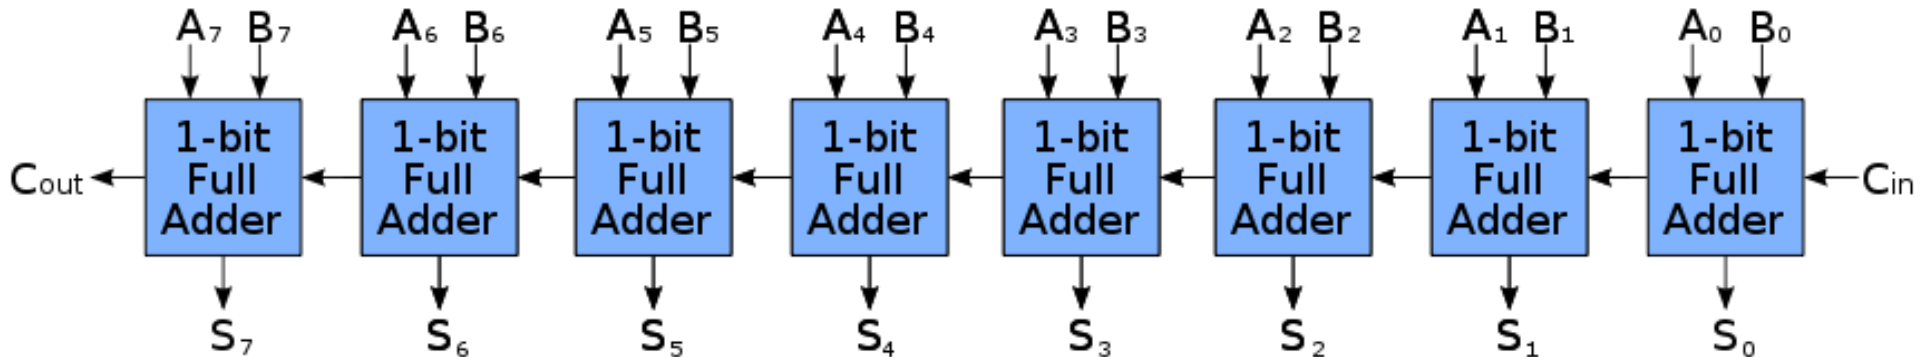 A₇ B₇ A₆ B₆ A₅ B₅ A₄ B₄ A₃ B₃ A₂ B₂ A₁ B₁ A₀ B₀
1-bit 1-bit 1-bit 1-bit 1-bit 1-bit 1-bit 1-bit
Cout Full Full Full Full Full Full Full Full Cin
Adder Adder Adder Adder Adder Adder Adder Adder
S₇ S₆ S₅ S₄ S₃ S₂ S₁ S₀